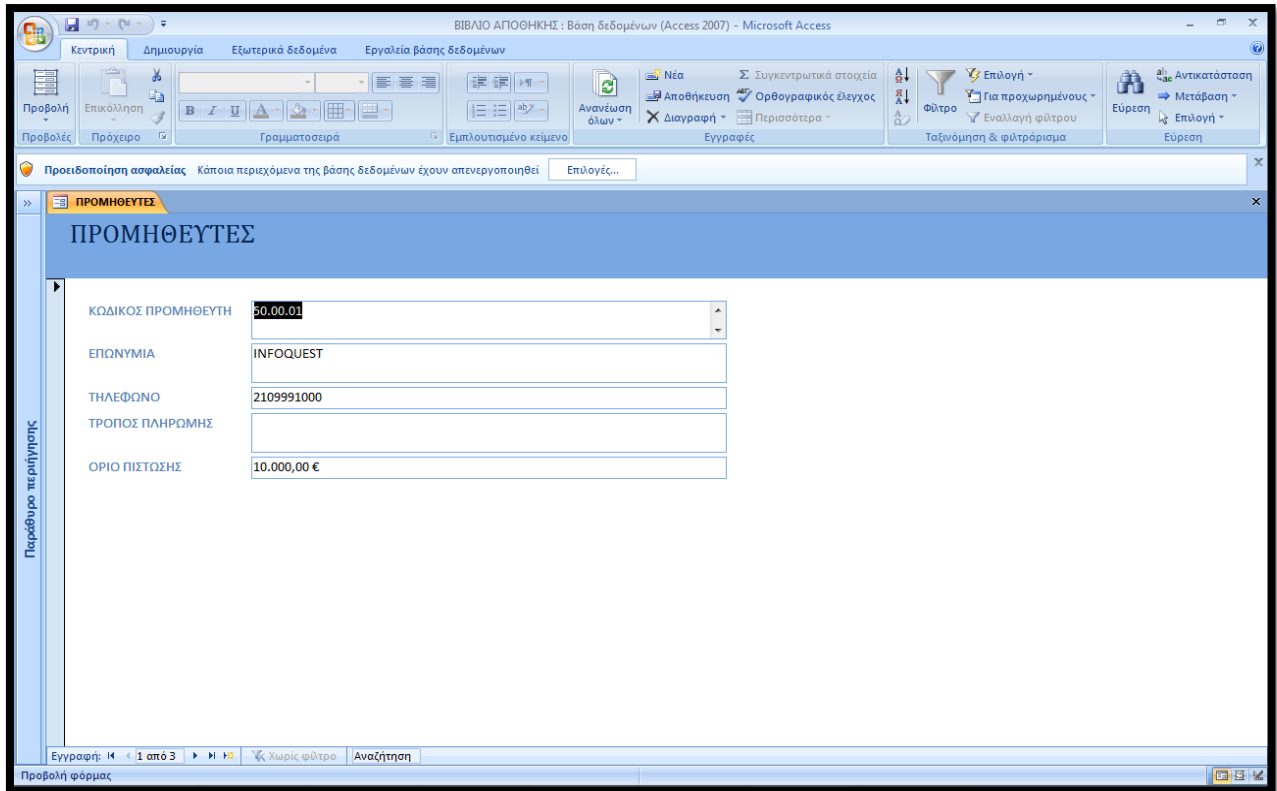 ΒΙΒΛΙΟ ΑΠΟΘΗΚΗΣ : Βάση δεδομένων (Access 2007) - Microsoft Access
Κεντρική Δημιουργία Εξωτερικά δεδομένα Εργαλεία βάσης δεδομένων
Προβολή
Προβολές
Επικόλληση
Πρόχειρο
B I U A
Γραμματοσειρά
Εμπλουτισμένο κείμενο
Ανανέωση
όλων
Νέα
Αποθήκευση
Διαγραφή
Σ Συγκεντρωτικά στοιχεία
Ορθογραφικός έλεγχος
Περισσότερα
Εγγραφές
Φίλτρο
Επιλογή
Για προχωρημένους
Εναλλαγή φίλτρου
Ταξινόμηση & φιλτράρισμα
Εύρεση
Αντικατάσταση
Μετάβαση
Επιλογή
Εύρεση
Προειδοποίηση ασφαλείας Κάποια περιεχόμενα της βάσης δεδομένων έχουν απενεργοποιηθεί Επιλογές...
ΠΡΟΜΗΘΕΥΤΕΣ
ΠΡΟΜΗΘΕΥΤΕΣ
ΚΩΔΙΚΟΣ ΠΡΟΜΗΘΕΥΤΗ 50.00.01
ΕΠΩΝΥΜΙΑ INFOQUEST
ΤΗΛΕΦΩΝΟ 2109991000
ΤΡΟΠΟΣ ΠΛΗΡΩΜΗΣ
ΟΡΙΟ ΠΙΣΤΩΣΗΣ 10.000,00 €
Παράθυρο περιήγησης
Εγγραφή: 1 από 3 Χωρίς φίλτρο Αναζήτηση
Προβολή φόρμας